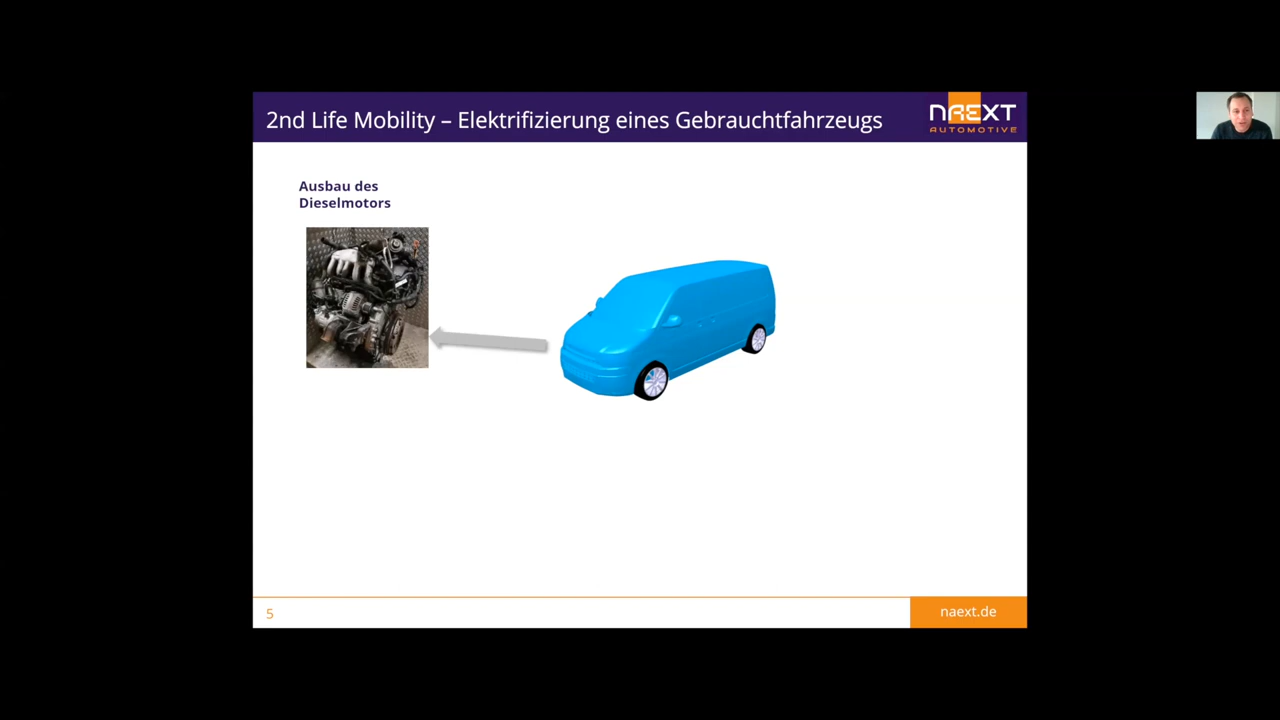 2nd Life Mobility – Elektrifizierung eines Gebrauchtfahrzeugs
NAEXT
AUTOMOTIVE
Ausbau des
Dieselmotors
5
naext.de